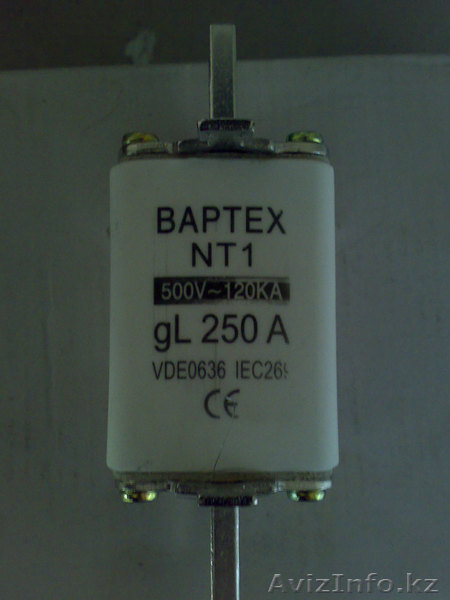 BAPTEX
NT1
500V~120KA
gL 250 A
VDE0636 IEC269
CE
AvizInfo.kz